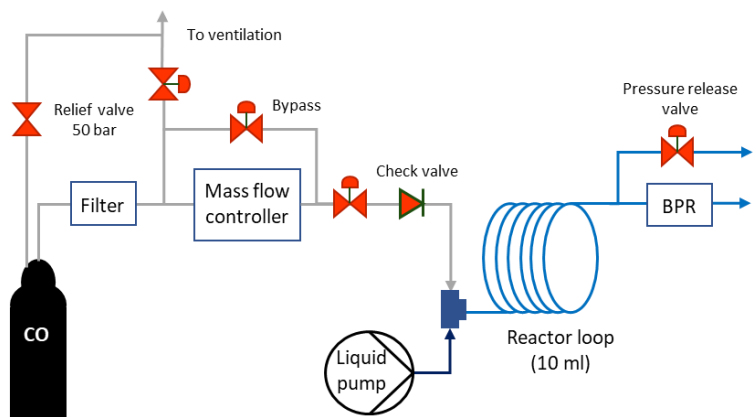 To ventilation
Relief valve
50 bar
Bypass
Pressure release
valve
Filter
Mass flow
controller
Check valve
BPR
CO
Liquid
pump
Reactor loop
(10 ml)